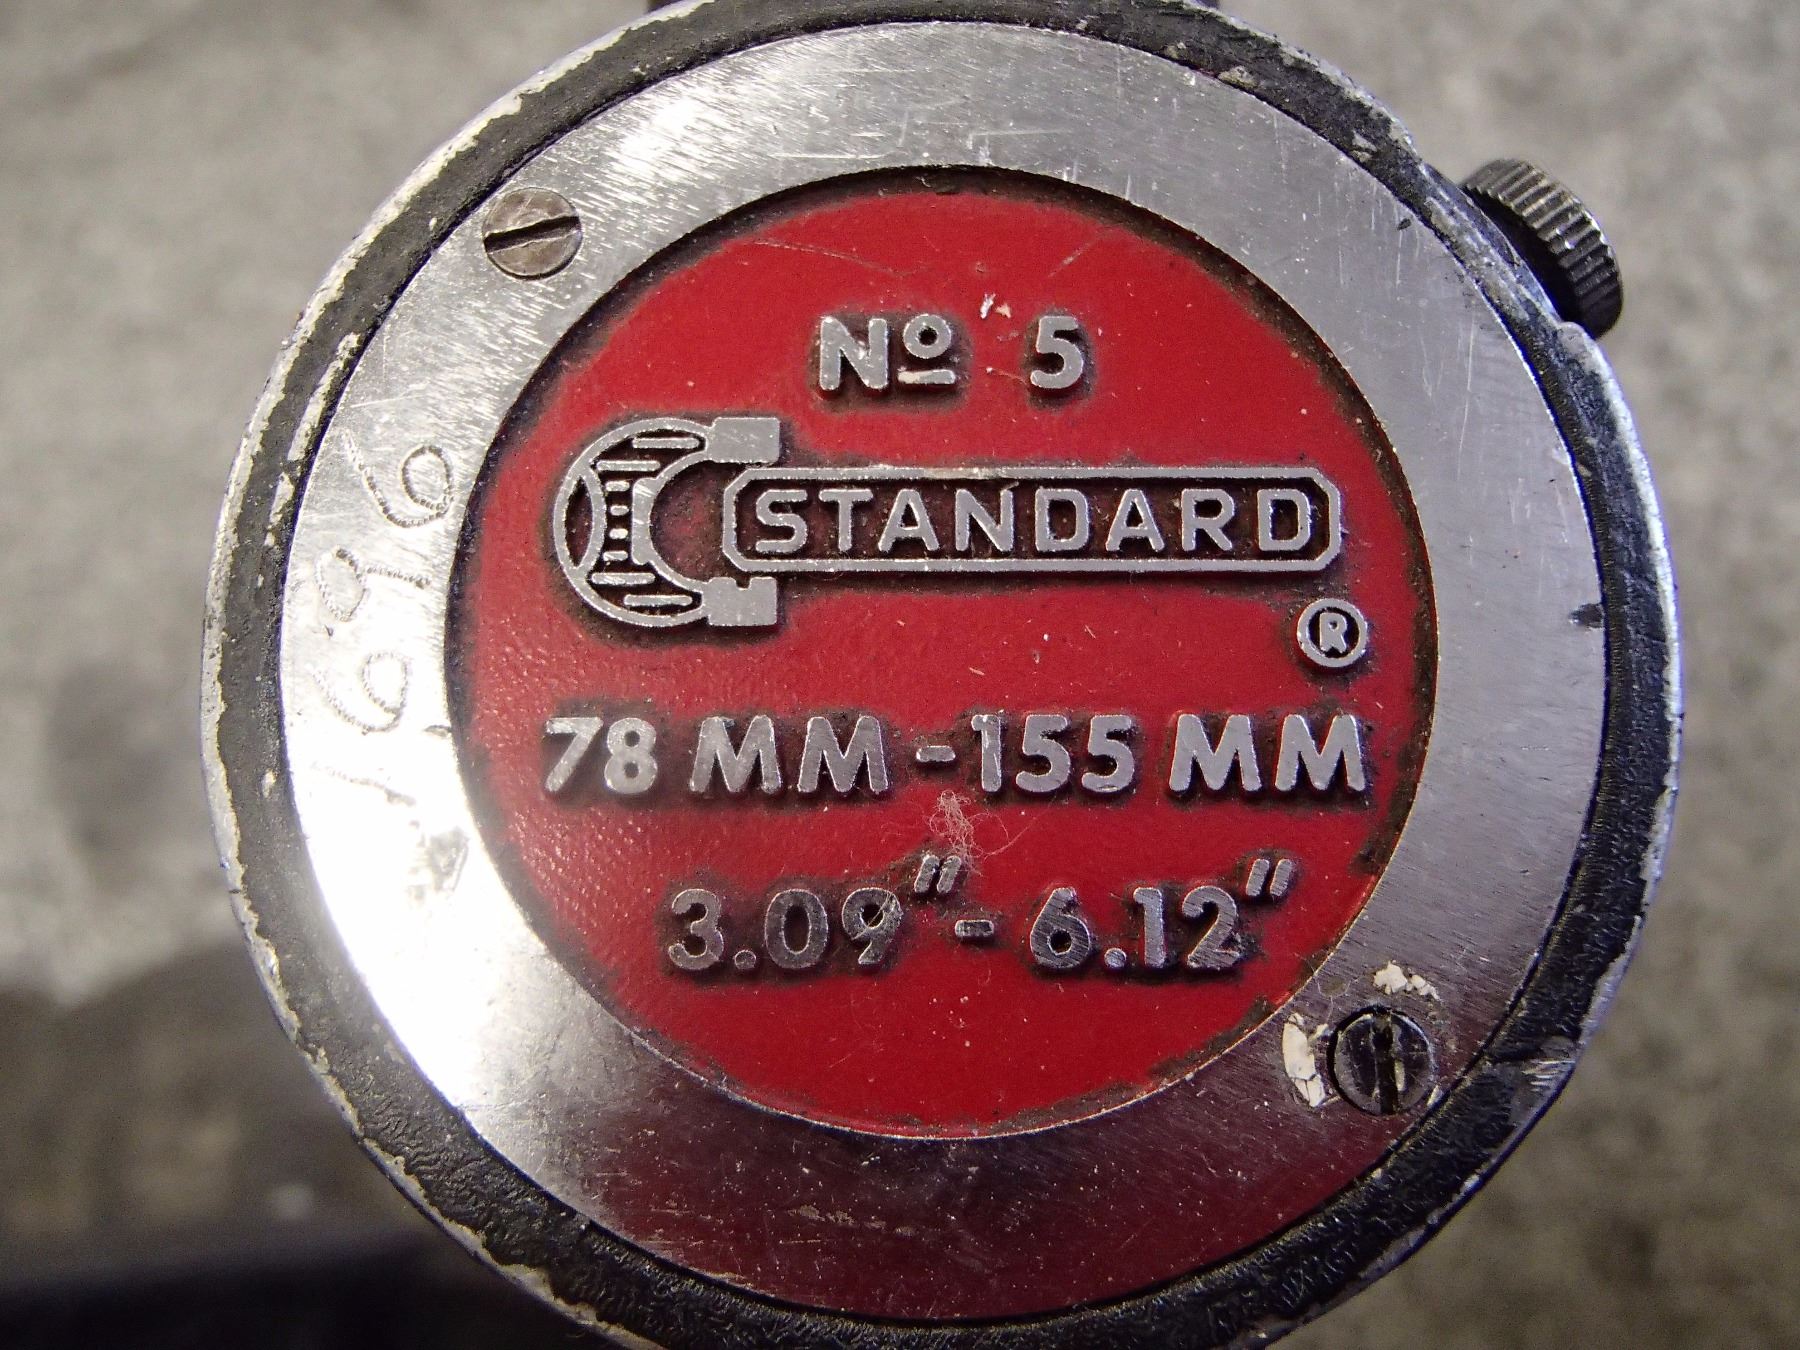 Nº 5
STANDARD
®
78 MM - 155 MM
3.09" - 6.12"